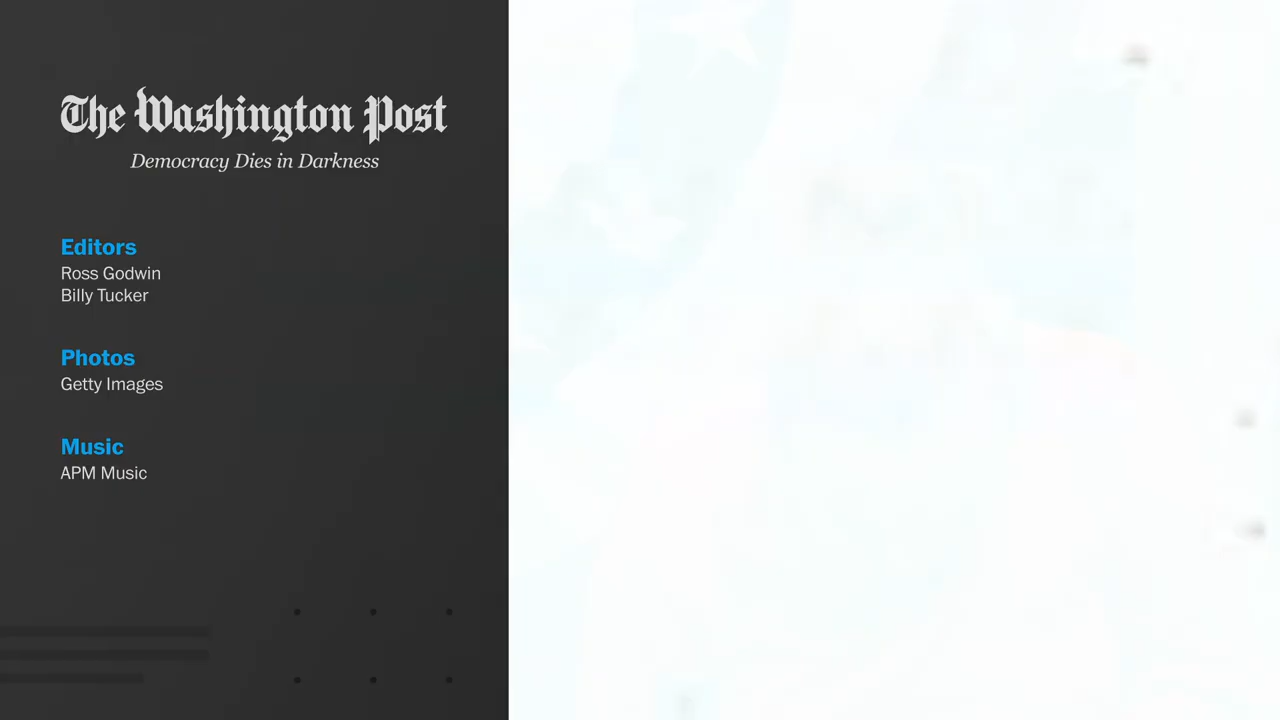 The Washington Post
Democracy Dies in Darkness
Editors
Ross Godwin
Billy Tucker
Photos
Getty Images
Music
APM Music